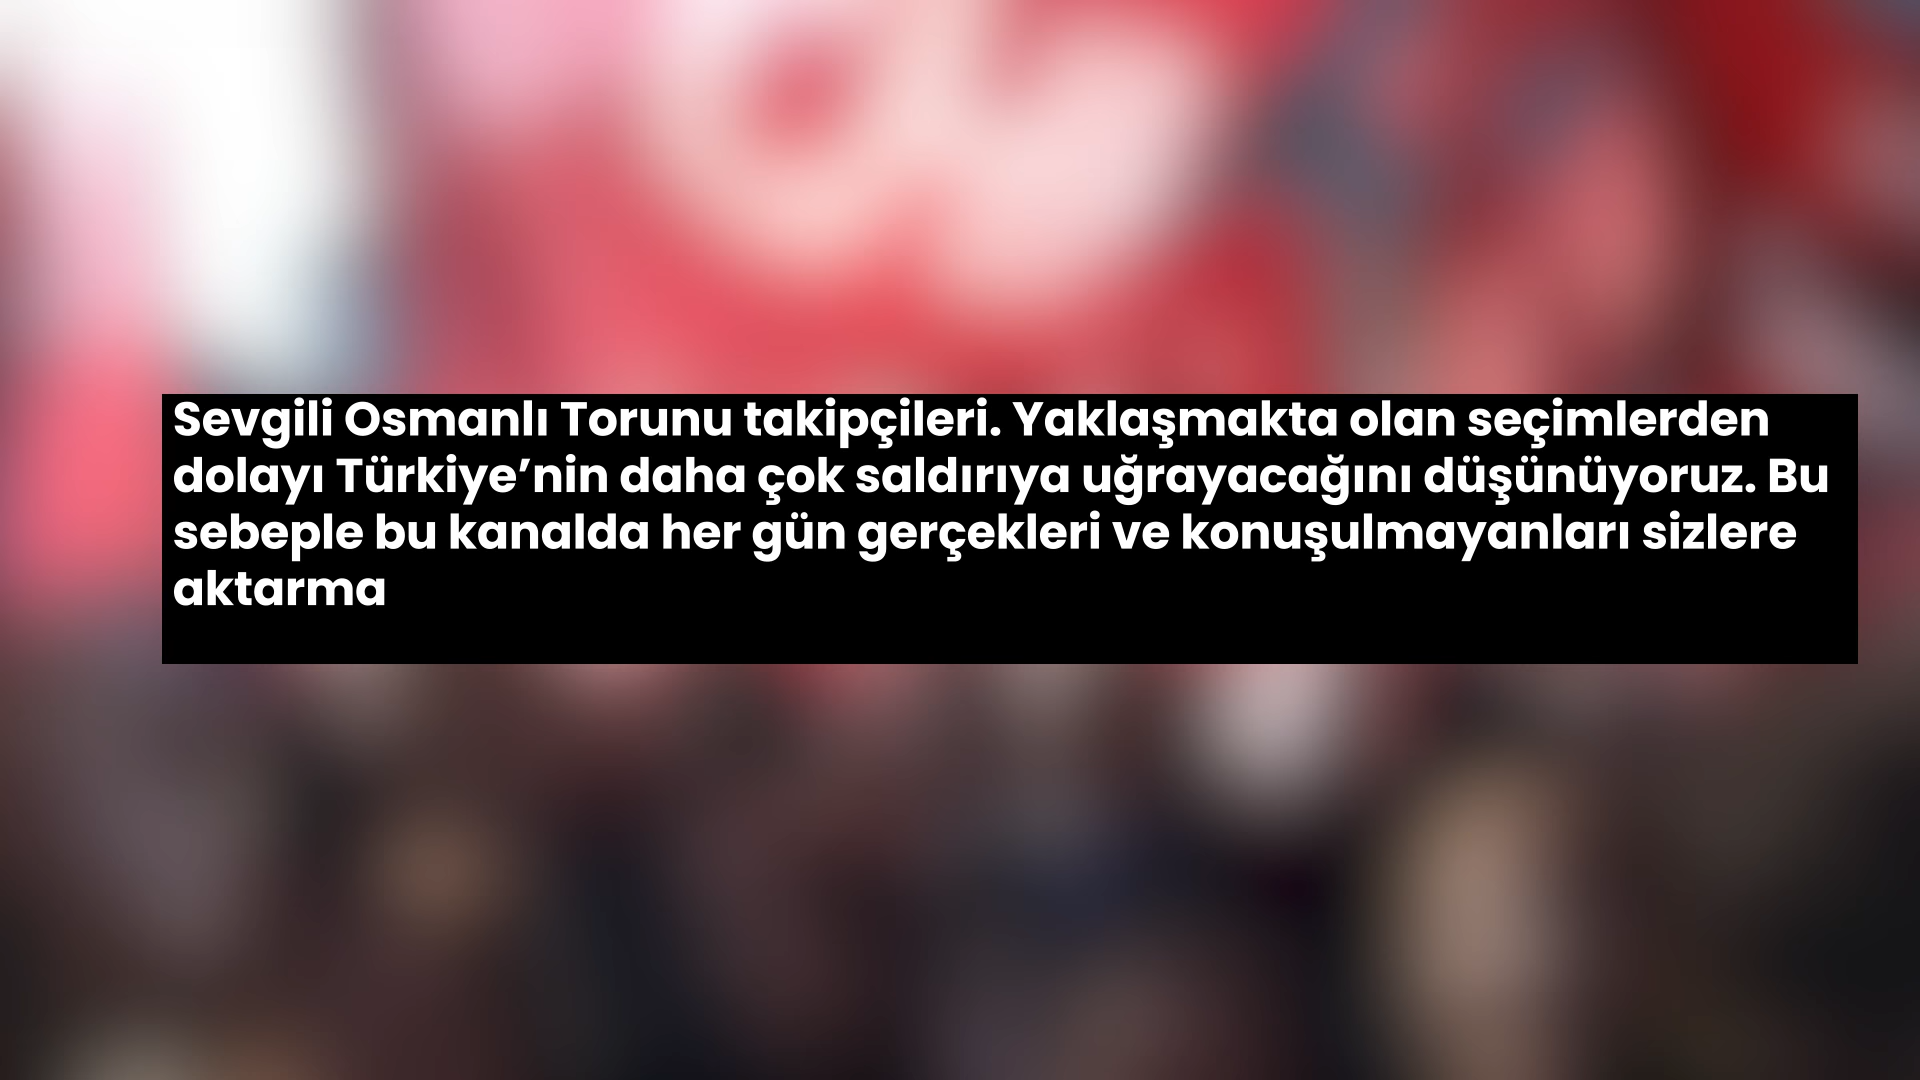 Sevgili Osmanlı Torunu takipçileri. Yaklaşmakta olan seçimlerden
dolayı Türkiye’nin daha çok saldırıya uğrayacağını düşünüyoruz. Bu
sebeple bu kanalda her gün gerçekleri ve konuşulmayanları sizlere
aktarma